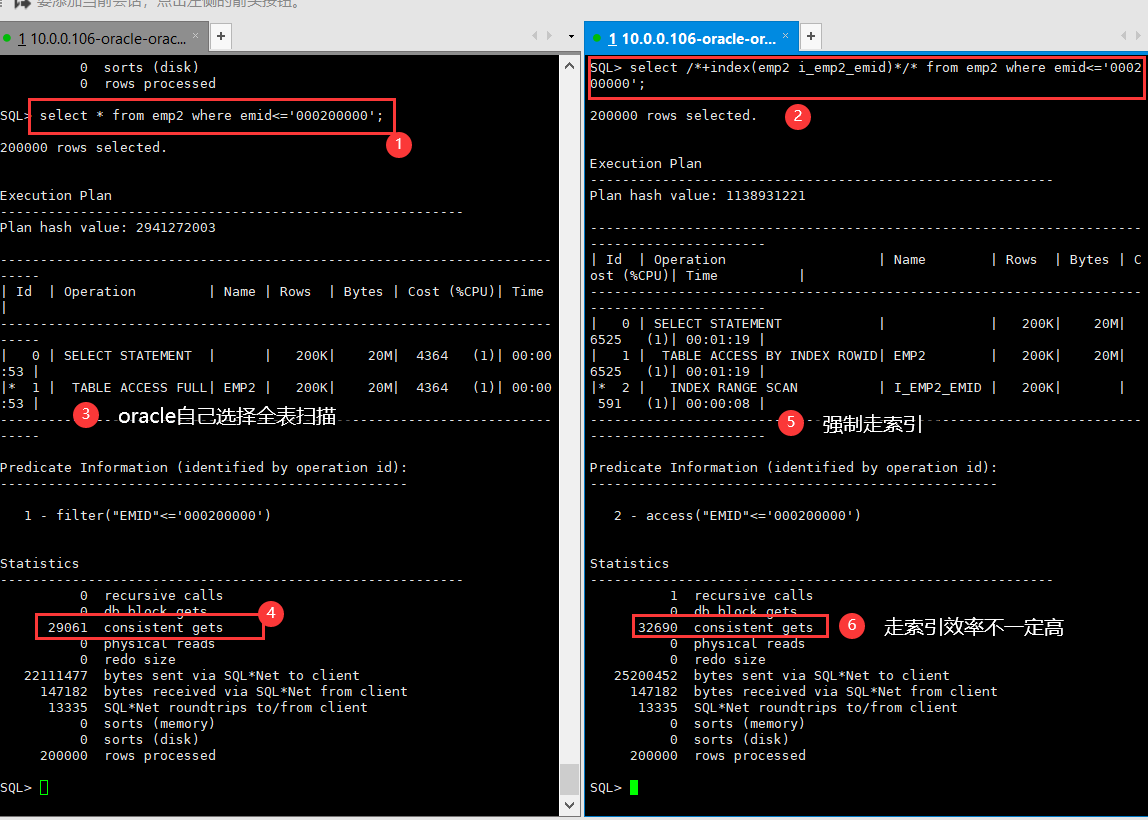 要添加当前会话，点击左侧的箭头按钮。
1 10.0.0.106-oracle-orac... × +
0 sorts (disk)
0 rows processed
SQL> select * from emp2 where emid<='000200000';
1
200000 rows selected.
Execution Plan
----------------------------------------------------------
Plan hash value: 2941272003
---------------------------------------------------------------------
-----
| Id  | Operation         | Name | Rows  | Bytes | Cost (%CPU)| Time
|
---------------------------------------------------------------------
-----
|   0 | SELECT STATEMENT  |      |   200K|    20M|  4364   (1)| 00:00
:53 |
|*  1 |  TABLE ACCESS FULL| EMP2 |   200K|    20M|  4364   (1)| 00:00
:53 |
3 oracle自己选择全表扫描
---------------------------------------------------------------------
-----
Predicate Information (identified by operation id):
---------------------------------------------------
1 - filter("EMID"<='000200000')
Statistics
----------------------------------------------------------
0 recursive calls
0 db block gets
29061 consistent gets
4
0 physical reads
0 redo size
22111477 bytes sent via SQL*Net to client
147182 bytes received via SQL*Net from client
13335 SQL*Net roundtrips to/from client
0 sorts (memory)
0 sorts (disk)
200000 rows processed
SQL>
1 10.0.0.106-oracle-or... × +
SQL> select /*+index(emp2 i_emp2_emid)*/* from emp2 where emid<='0002
00000';
2
200000 rows selected.
Execution Plan
----------------------------------------------------------
Plan hash value: 1138931221
---------------------------------------------------------------------
----------------------
| Id  | Operation                   | Name        | Rows  | Bytes | C
ost (%CPU)| Time          |
---------------------------------------------------------------------
----------------------
|   0 | SELECT STATEMENT            |             |   200K|    20M|
6525   (1)| 00:01:19 |
|   1 |  TABLE ACCESS BY INDEX ROWID| EMP2        |   200K|    20M|
6525   (1)| 00:01:19 |
|*  2 |   INDEX RANGE SCAN          | I_EMP2_EMID |   200K|       |
591   (1)| 00:00:08 |
5 强制走索引
---------------------------------------------------------------------
----------------------
Predicate Information (identified by operation id):
---------------------------------------------------
2 - access("EMID"<='000200000')
Statistics
----------------------------------------------------------
1 recursive calls
0 db block gets
32690 consistent gets
6 走索引效率不一定高
0 physical reads
0 redo size
25200452 bytes sent via SQL*Net to client
147182 bytes received via SQL*Net from client
13335 SQL*Net roundtrips to/from client
0 sorts (memory)
0 sorts (disk)
200000 rows processed
SQL>